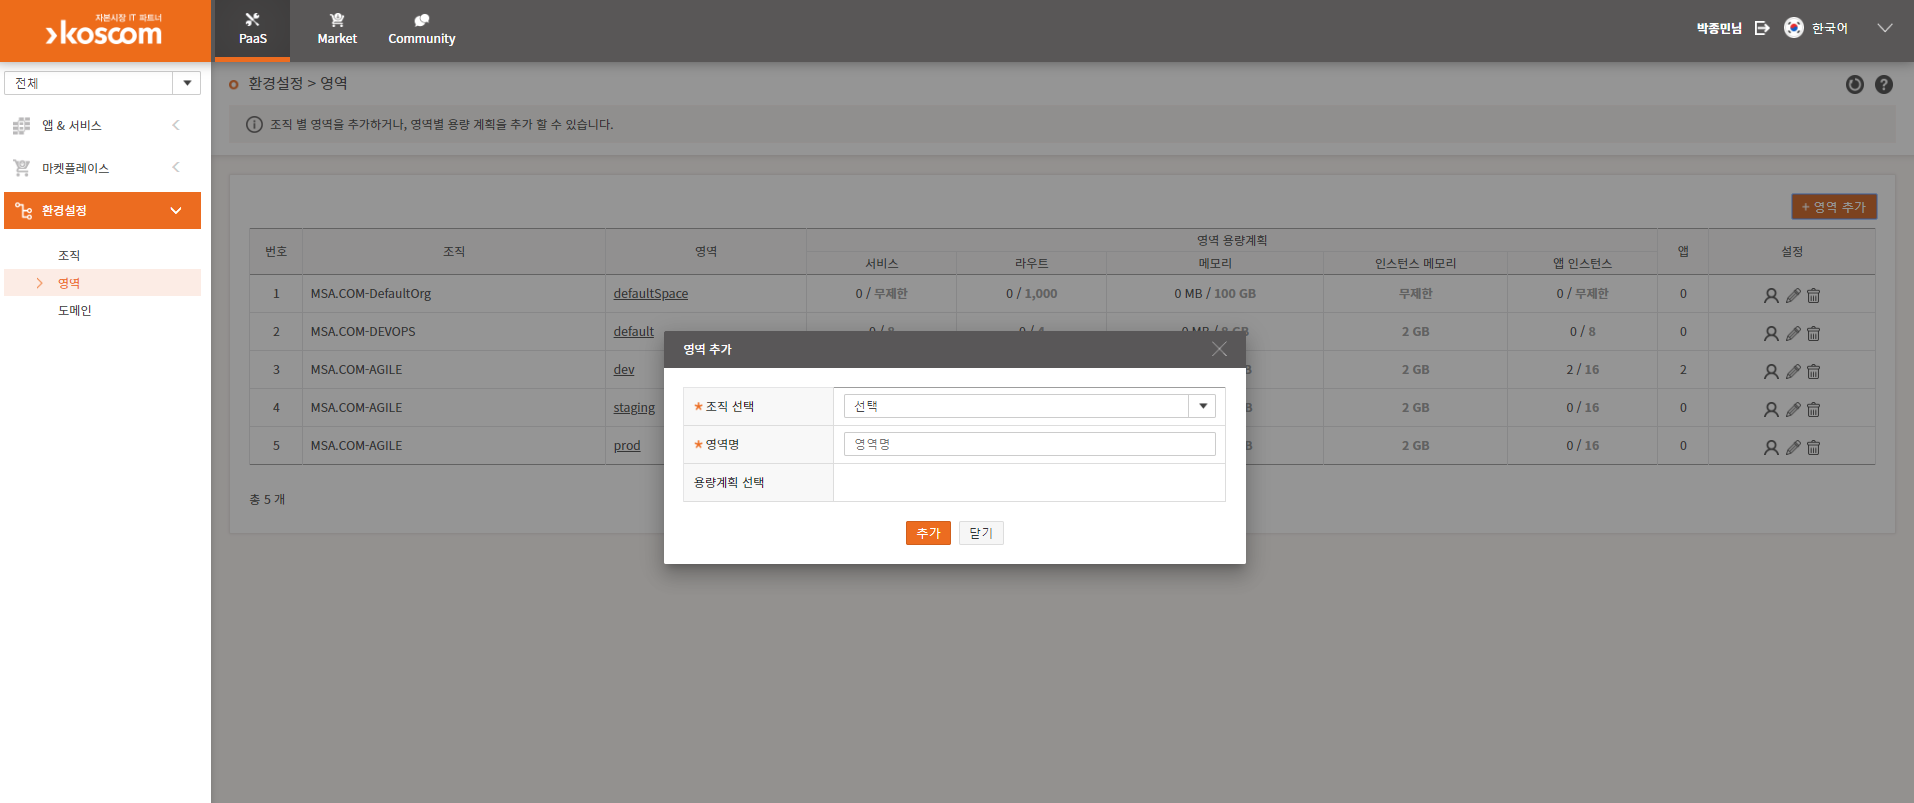 자본시장 IT 파트너
koscom
PaaS
Market
Community
박종민님
한국어
전체
앱 & 서비스
마켓플레이스
환경설정
조직
영역
도메인
환경설정 > 영역
조직 별 영역을 추가하거나, 영역별 용량 계획을 추가 할 수 있습니다.
+ 영역 추가
번호 조직 영역 영역 용량계획 앱 설정
서비스 라우트 메모리 인스턴스 메모리 앱 인스턴스
1 MSA.COM-DefaultOrg defaultSpace 0 / 무제한 0 / 1,000 0 MB / 100 GB 무제한 0 / 무제한 0
2 MSA.COM-DEVOPS default 0 / 8 0 / 4 0 MB / 8 GB 2 GB 0 / 8 0
3 MSA.COM-AGILE dev 2 GB 2 / 16 2
4 MSA.COM-AGILE staging 2 GB 0 / 16 0
5 MSA.COM-AGILE prod 2 GB 0 / 16 0
총 5 개
영역 추가
*조직 선택 선택
*영역명 영역명
용량계획 선택
추가 닫기